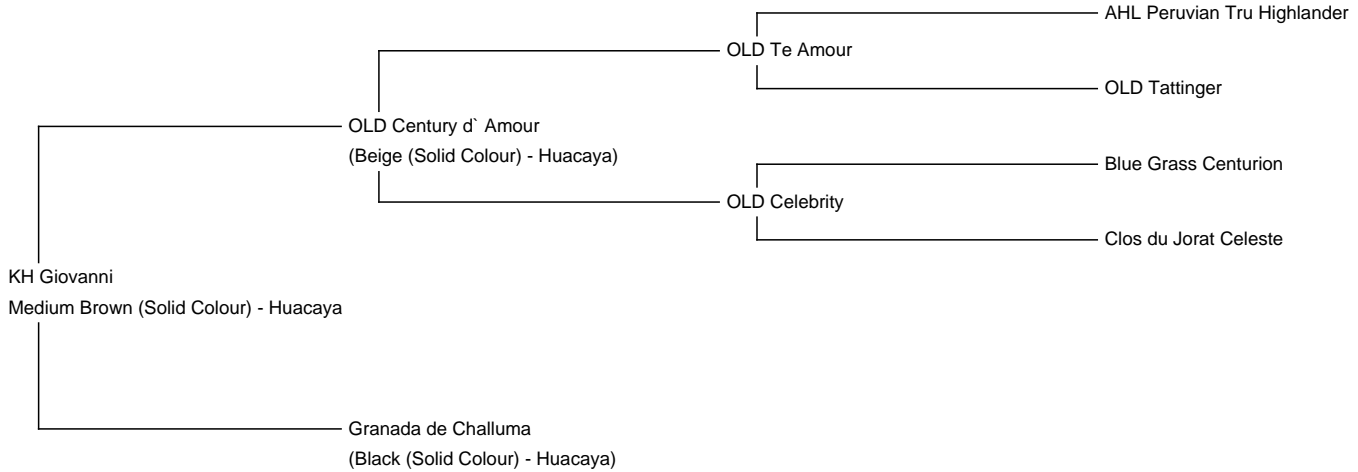 AHL Peruvian Tru Highlander
OLD Te Amour
OLD Tattinger
OLD Century d` Amour
(Beige (Solid Colour) - Huacaya)
Blue Grass Centurion
OLD Celebrity
Clos du Jorat Celeste
KH Giovanni
Medium Brown (Solid Colour) - Huacaya
Granada de Challuma
(Black (Solid Colour) - Huacaya)